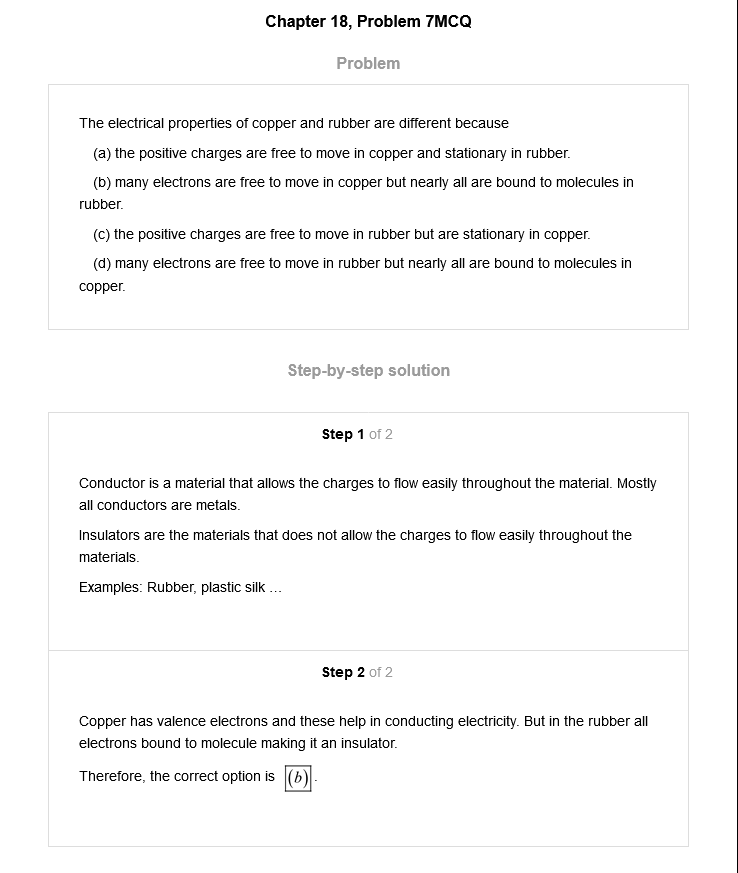 Chapter 18, Problem 7MCQ
Problem
The electrical properties of copper and rubber are different because
(a) the positive charges are free to move in copper and stationary in rubber.
(b) many electrons are free to move in copper but nearly all are bound to molecules in
rubber.
(c) the positive charges are free to move in rubber but are stationary in copper.
(d) many electrons are free to move in rubber but nearly all are bound to molecules in
copper.
Step-by-step solution
Step 1 of 2
Conductor is a material that allows the charges to flow easily throughout the material. Mostly
all conductors are metals.
Insulators are the materials that does not allow the charges to flow easily throughout the
materials.
Examples: Rubber, plastic silk …
Step 2 of 2
Copper has valence electrons and these help in conducting electricity. But in the rubber all
electrons bound to molecule making it an insulator.
Therefore, the correct option is (b).